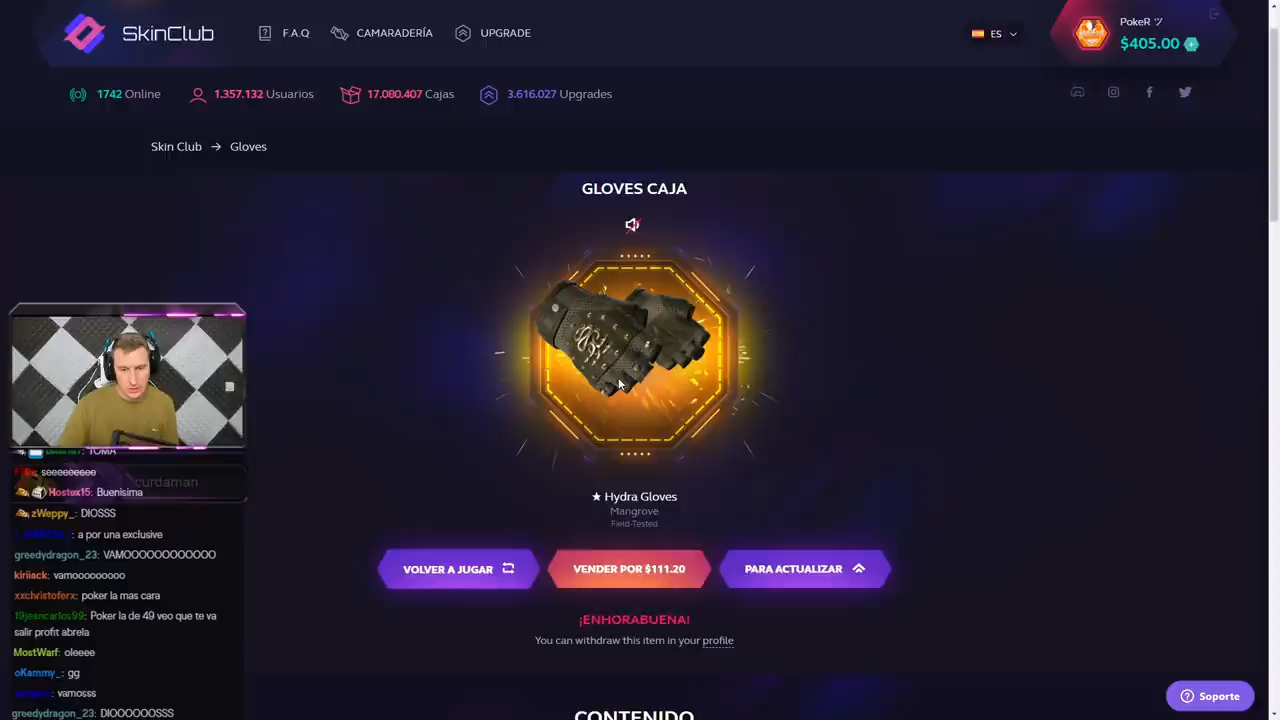 SkinClub
F.A.Q
CAMARADERÍA
UPGRADE
ES
PokeR ツ
$405.00
1742 Online
1.357.132 Usuarios
17.080.407 Cajas
3.616.027 Upgrades
Skin Club → Gloves
GLOVES CAJA
★ Hydra Gloves
Mangrove
Field-Tested
VOLVER A JUGAR
VENDER POR $111.20
PARA ACTUALIZAR
¡ENHORABUENA!
You can withdraw this item in your profile
CONTENIDO
Soporte
TOMA
seeeeeeeee
curdaman
Hostex15: Buenisima
zWeppy_: DIOSSS
: a por una exclusive
greedydragon_23: VAMOOOOOOOOOOO
kiriiack: vamooooooooo
xxchristoferx: poker la mas cara
19jesncarlos99: Poker la de 49 veo que te va
salir profit abrela
MostWarf: oleeee
oKammy_: gg
: vamosss
greedydragon_23: DIOOOOOOSSS